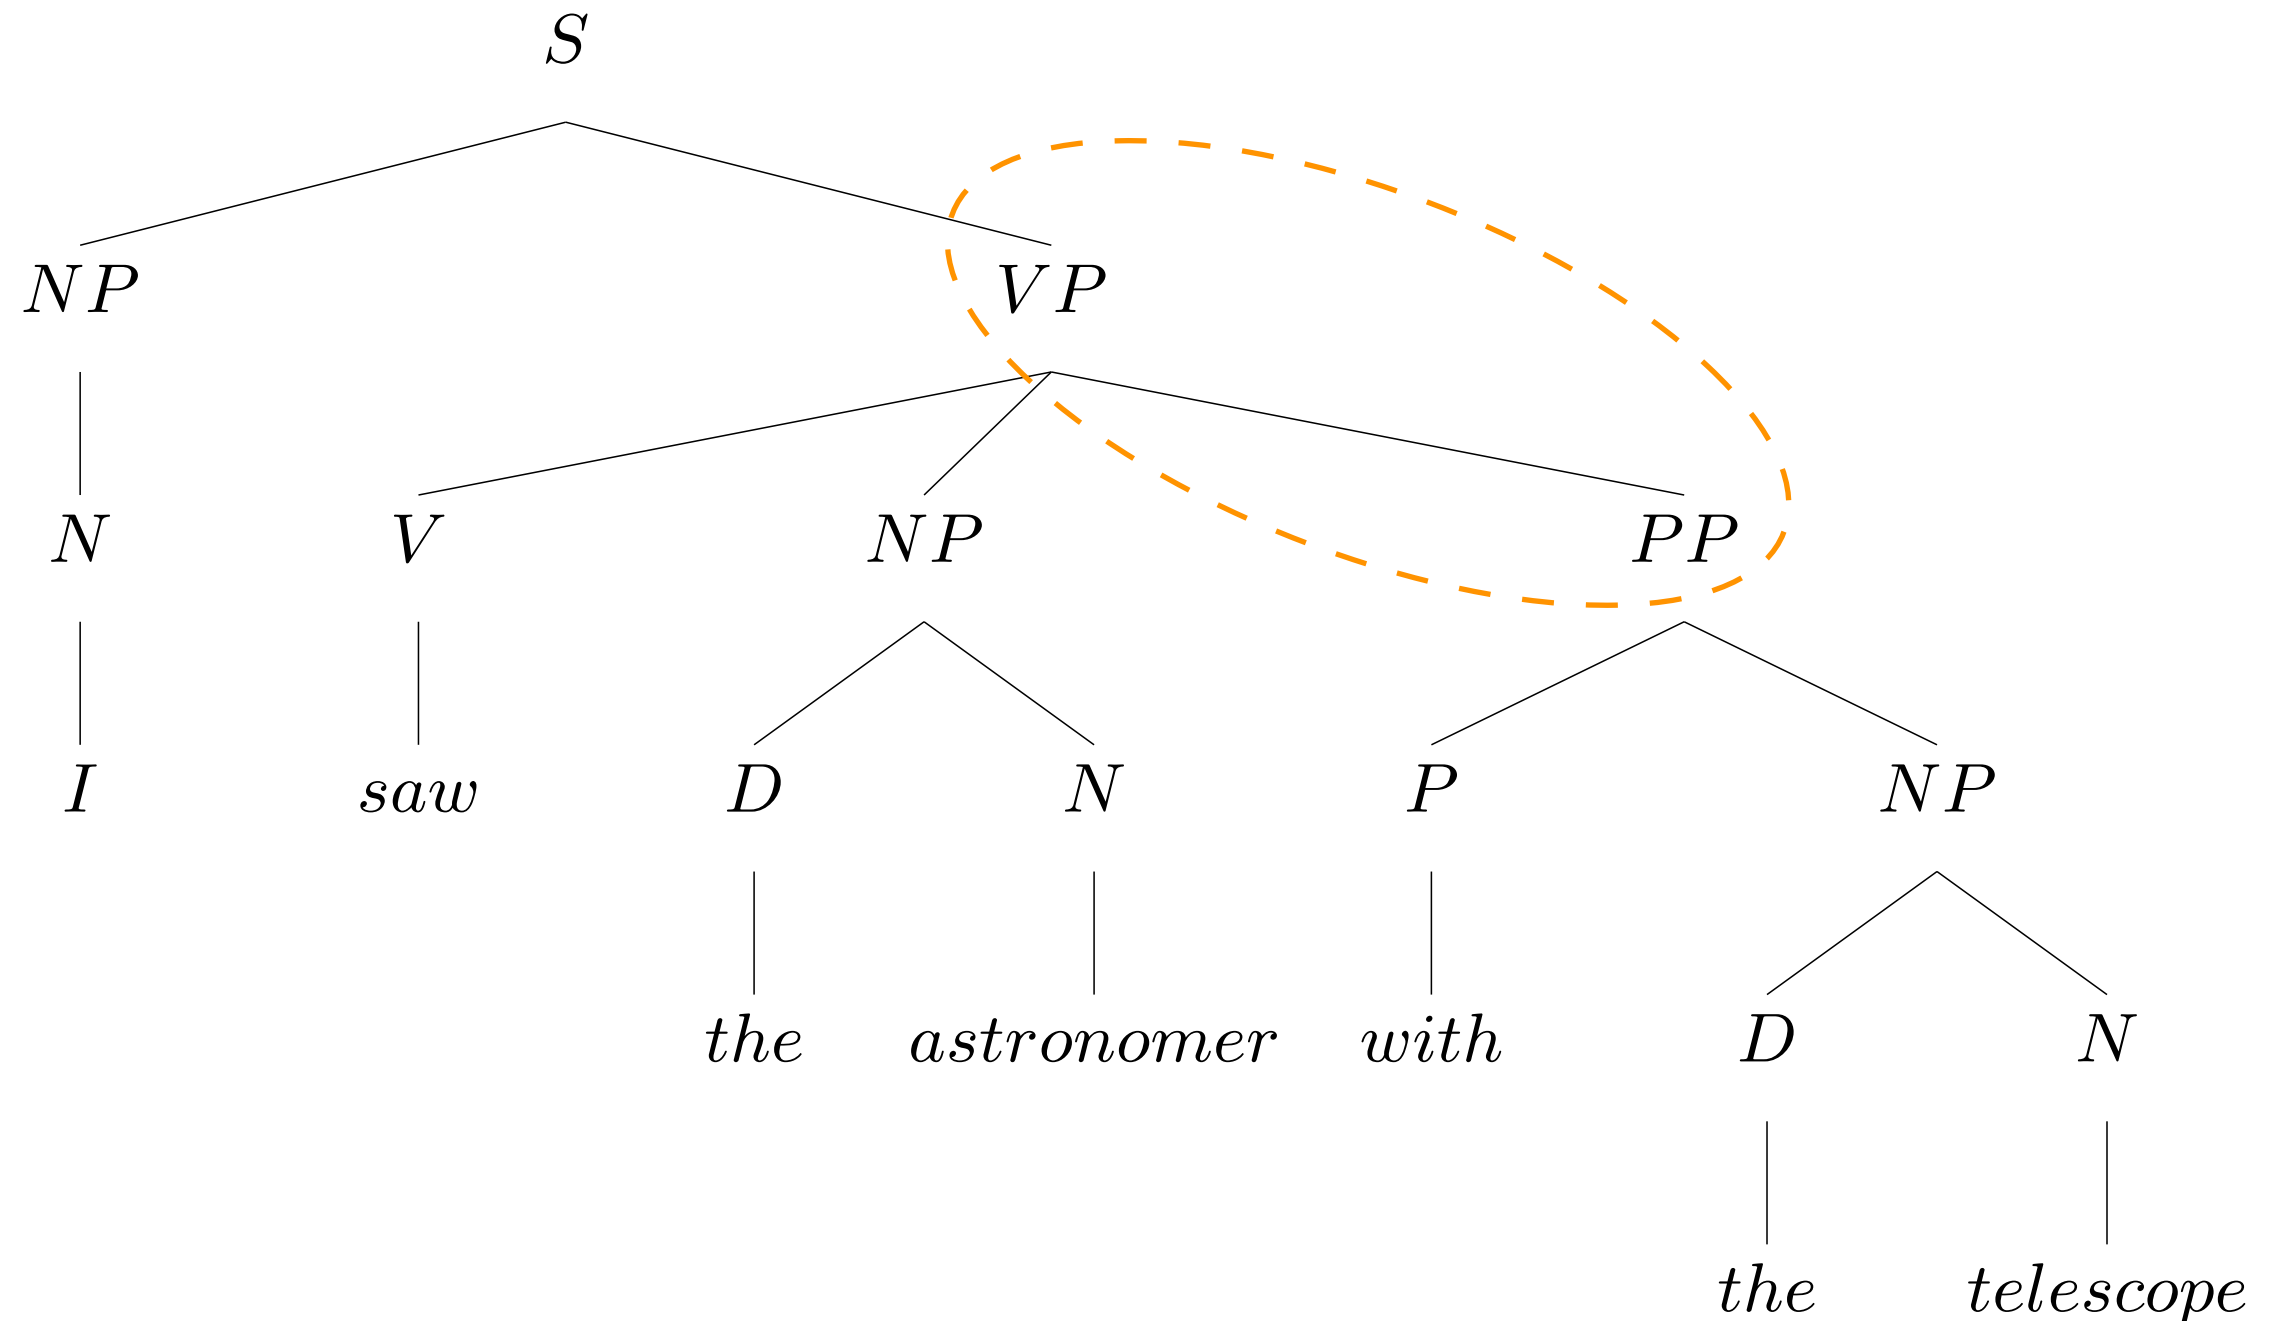 S
NP VP
N V NP PP
I saw D N P NP
the astronomer with D N
the telescope